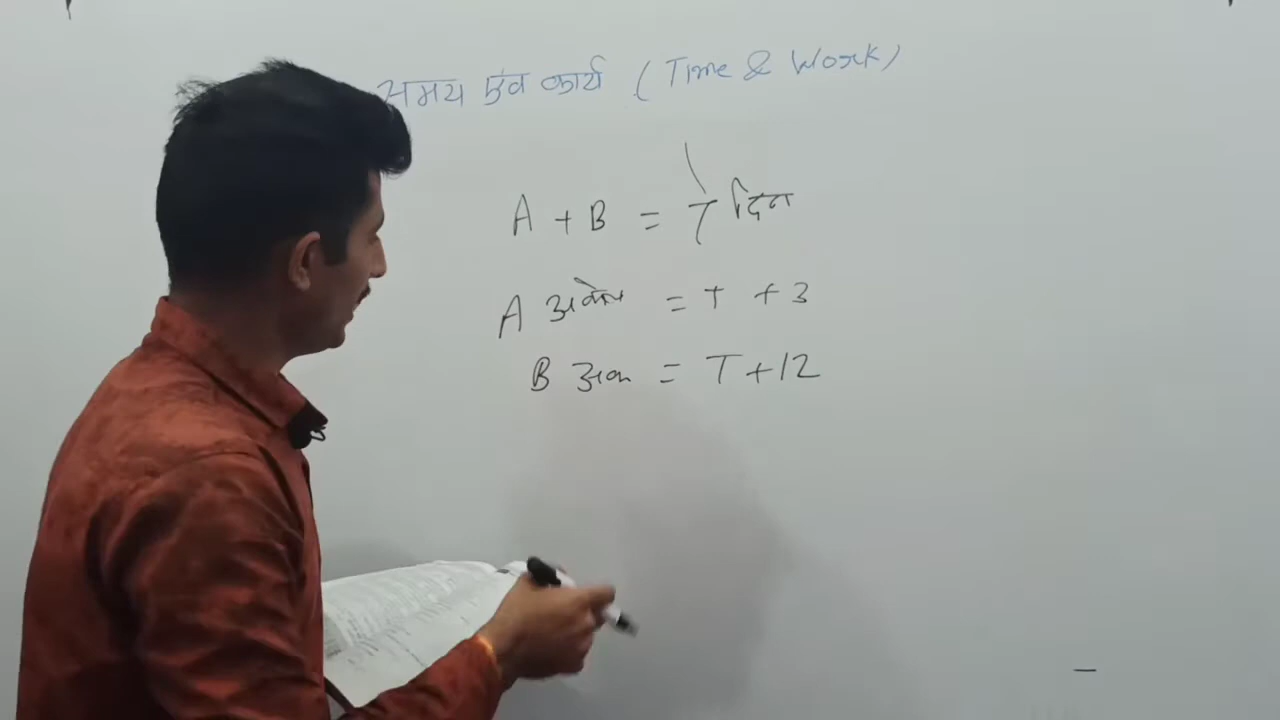 समय एवं कार्य (Time & Work)
A + B = T दिन
A अकेला = T + 3
B अके = T + 12